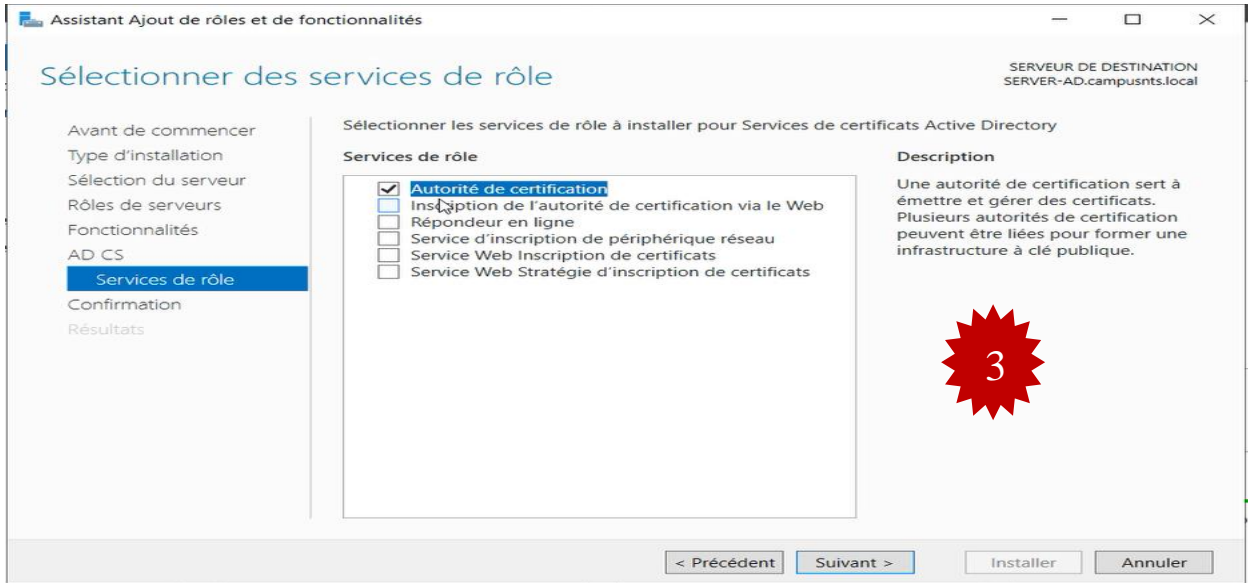 Assistant Ajout de rôles et de fonctionnalités
Sélectionner des services de rôle
SERVEUR DE DESTINATION
SERVER-AD.campusnts.local
Avant de commencer
Type d'installation
Sélection du serveur
Rôles de serveurs
Fonctionnalités
AD CS
Services de rôle
Confirmation
Résultats
Sélectionner les services de rôle à installer pour Services de certificats Active Directory
Services de rôle
Autorité de certification
Inscription de l'autorité de certification via le Web
Répondeur en ligne
Service d'inscription de périphérique réseau
Service Web Inscription de certificats
Service Web Stratégie d'inscription de certificats
Description
Une autorité de certification sert à
émettre et gérer des certificats.
Plusieurs autorités de certification
peuvent être liées pour former une
infrastructure à clé publique.
3
< Précédent
Suivant >
Installer
Annuler